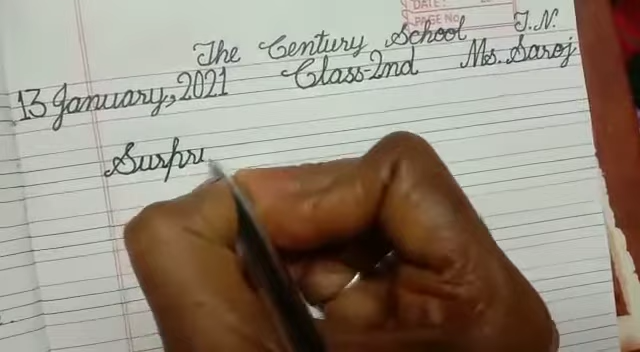 DATE:
PAGE NO.
The Century School T.N.
13 January, 2021 Class-2nd Ms. Saroj
Surpri